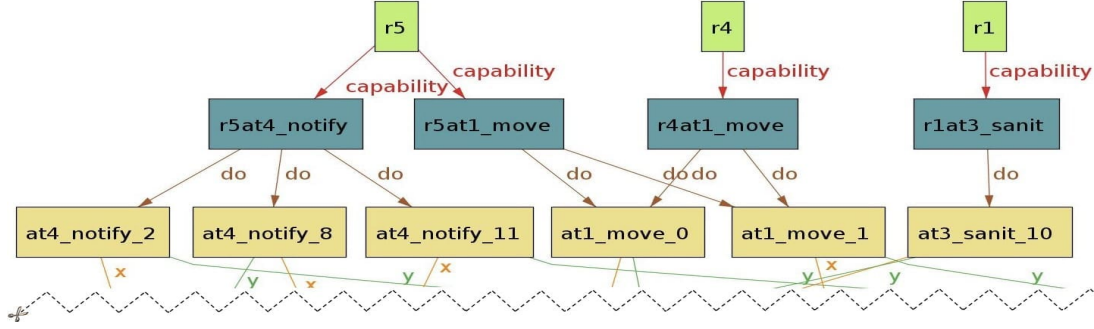 r5 r4 r1
capability capability capability capability
r5at4_notify r5at1_move r4at1_move r1at3_sanit
do do do do do do do do
at4_notify_2 at4_notify_8 at4_notify_11 at1_move_0 at1_move_1 at3_sanit_10
x y x y x y x y y